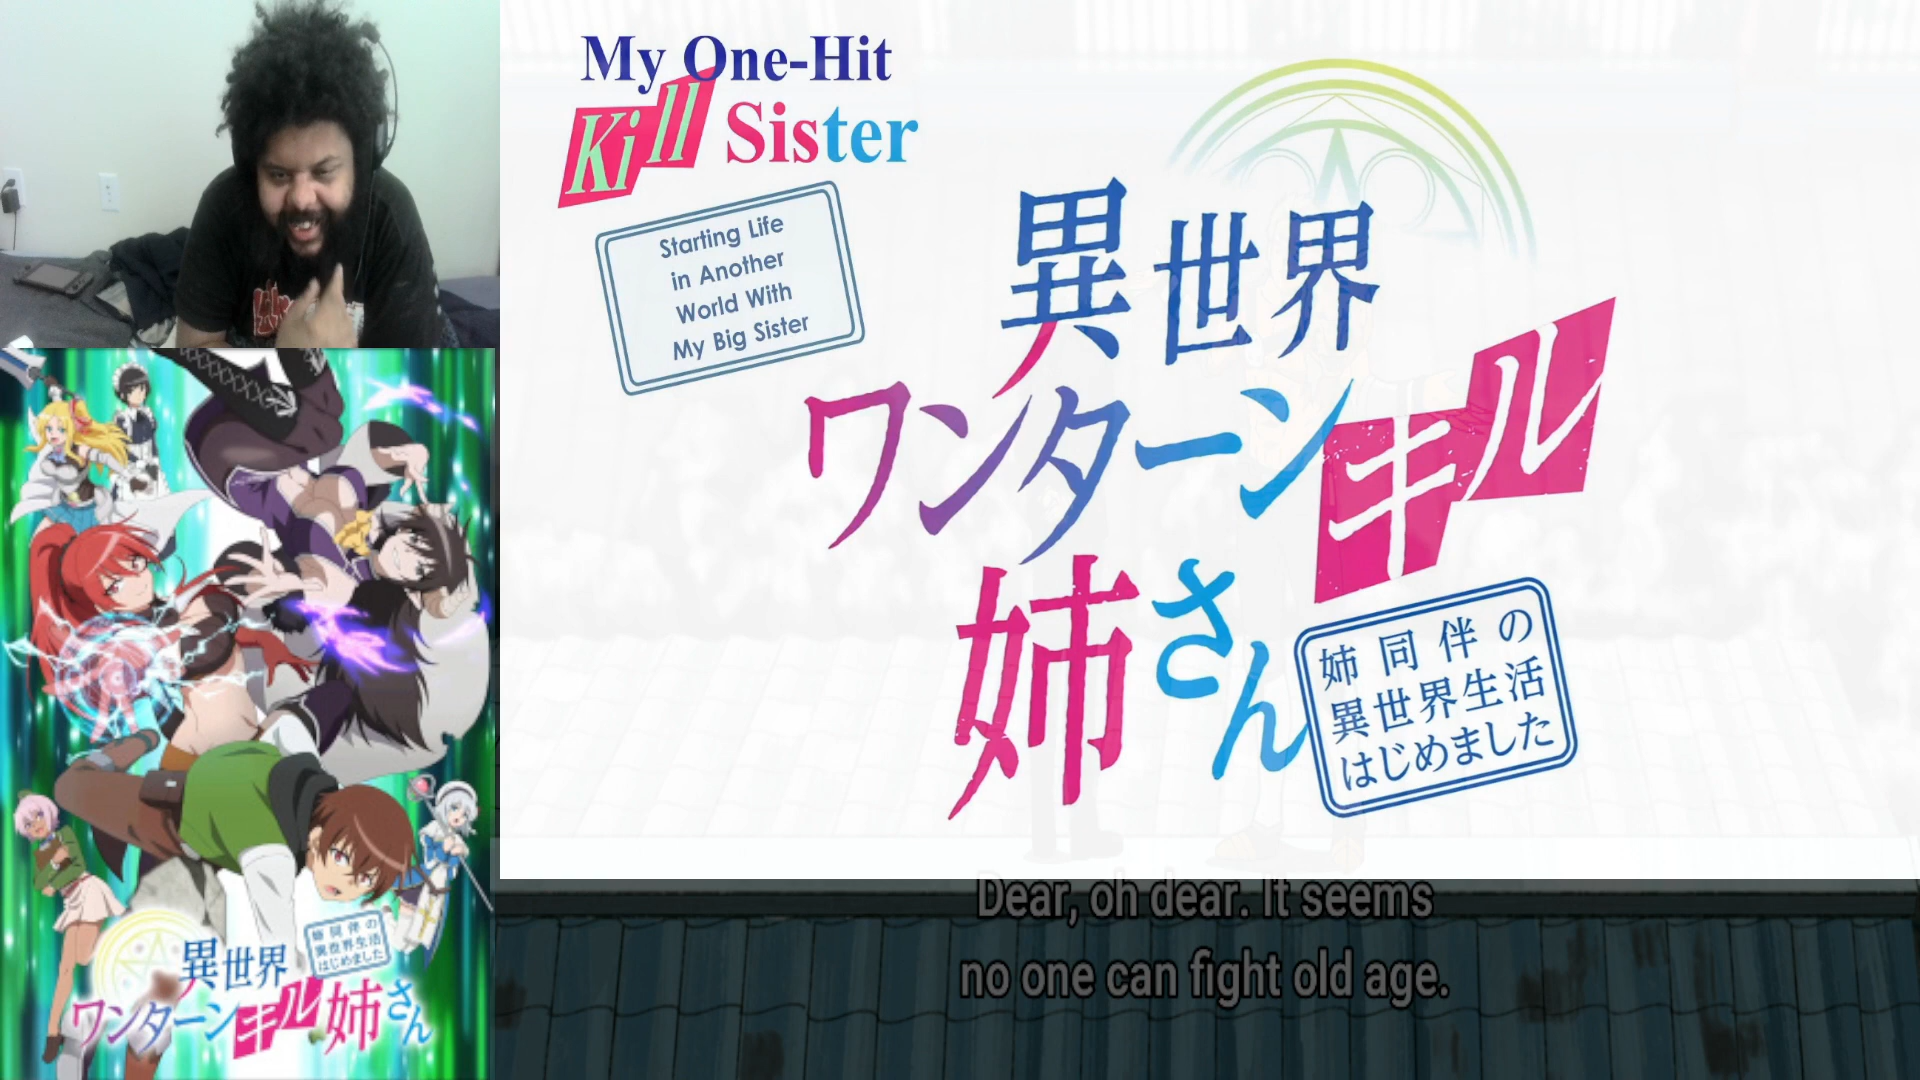 My One-Hit
Kill Sister
Starting Life
in Another
World With
My Big Sister
異世界
ワンターンキル
姉さん
姉同伴の
異世界生活
はじめました
Dear, oh dear. It seems
no one can fight old age.
異世界
姉同伴の
異世界生活
はじめました
ワンターンキル姉さん